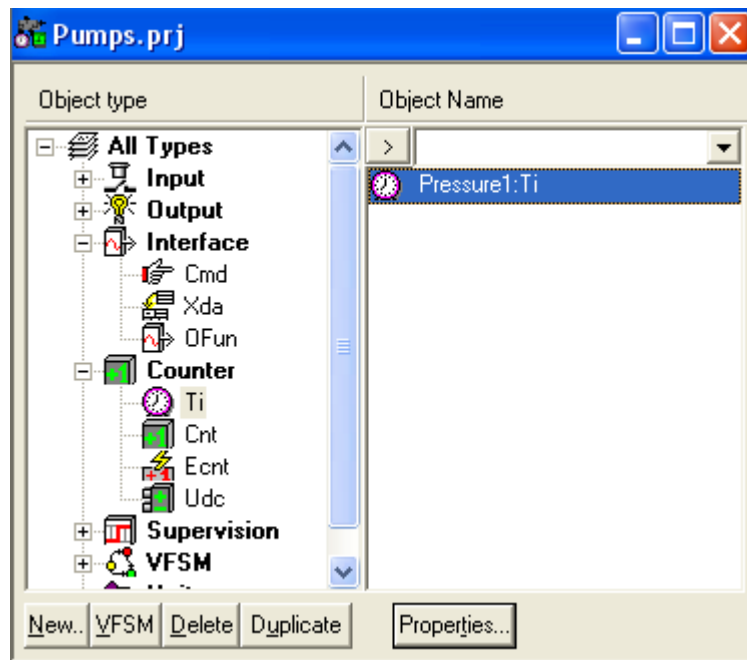 Pumps.prj
Object type
Object Name
All Types
>
Input
Pressure1:Ti
Output
Interface
Cmd
Xda
OFun
Counter
Ti
Cnt
Ecnt
Udc
Supervision
VFSM
New.. VFSM Delete Duplicate Properties...